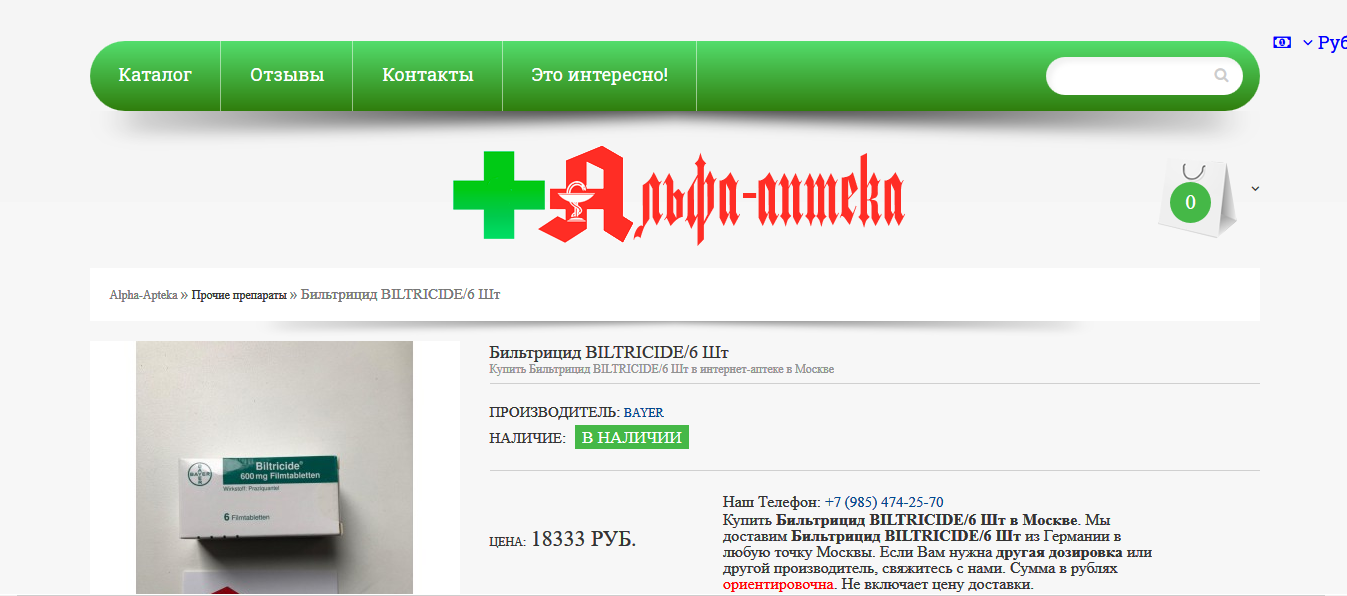 Руб
Каталог
Отзывы
Контакты
Это интересно!
Альфа-аптека
0
Alpha-Apteka » Прочие препараты » Бильтрицид BILTRICIDE/6 Шт
Бильтрицид BILTRICIDE/6 Шт
Купить Бильтрицид BILTRICIDE/6 Шт в интернет-аптеке в Москве
ПРОИЗВОДИТЕЛЬ: BAYER
НАЛИЧИЕ: В НАЛИЧИИ
BAYER
Biltricide®
600 mg Filmtabletten
Wirkstoff: Praziquantel
6 Filmtabletten
ЦЕНА: 18333 РУБ.
Наш Телефон: +7 (985) 474-25-70
Купить Бильтрицид BILTRICIDE/6 Шт в Москве. Мы
доставим Бильтрицид BILTRICIDE/6 Шт из Германии в
любую точку Москвы. Если Вам нужна другая дозировка или
другой производитель, свяжитесь с нами. Сумма в рублях
ориентировочна. Не включает цену доставки.